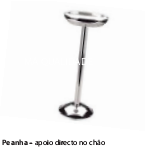 Peanha – apoio directo no chão